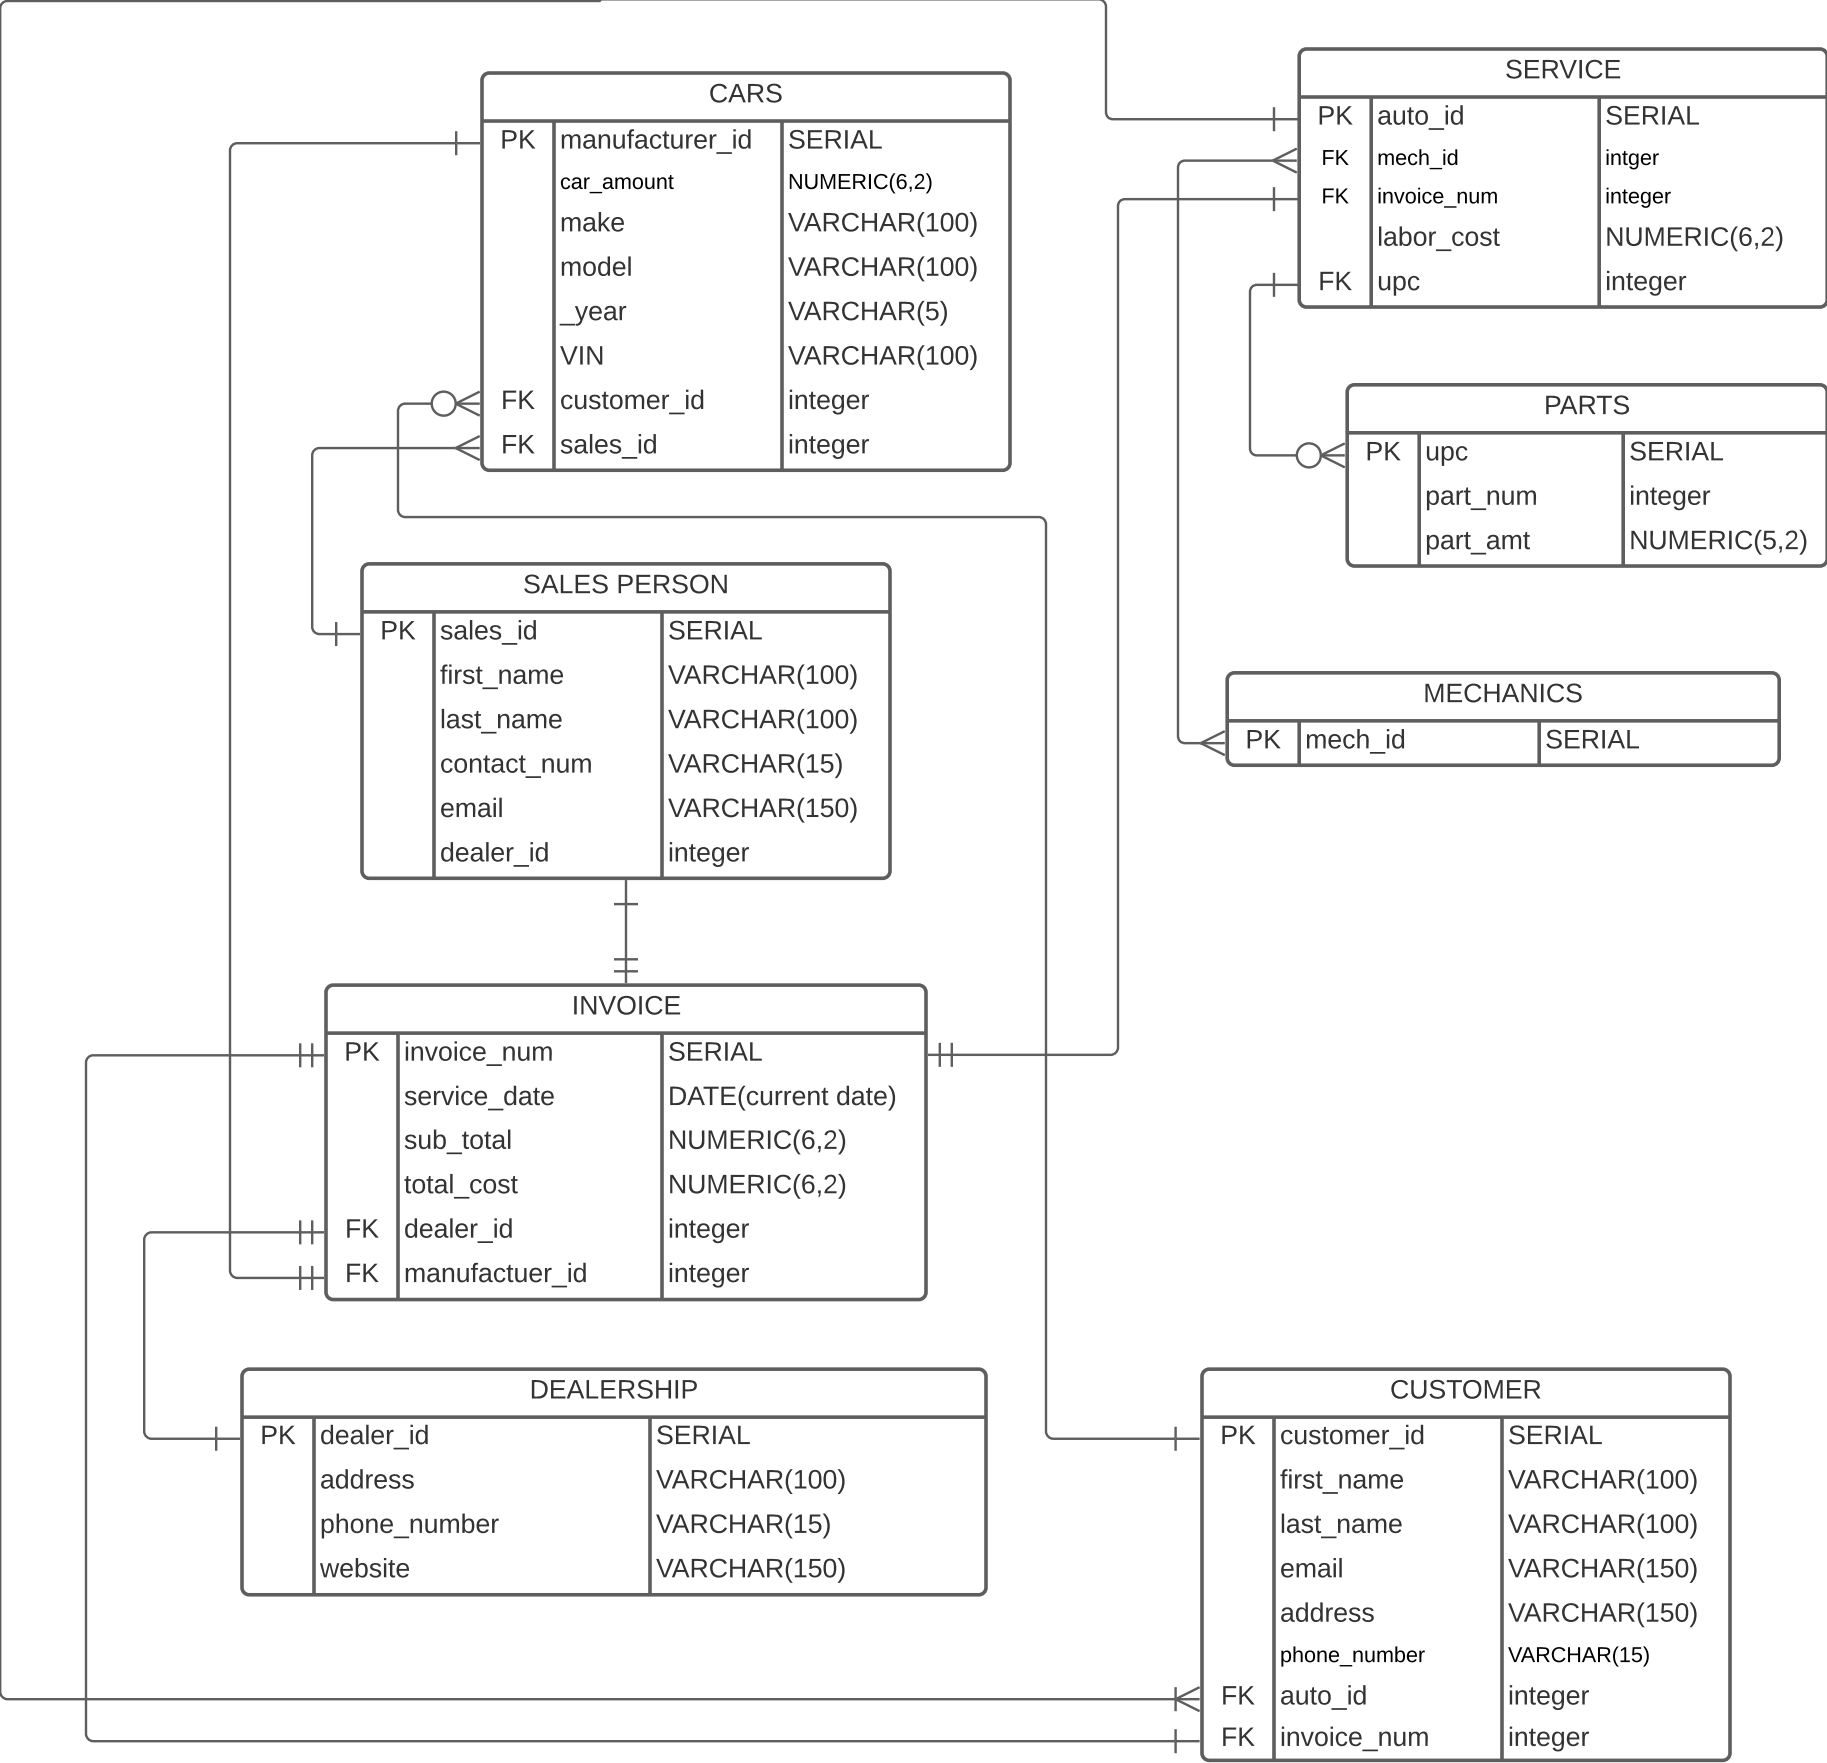 CARS
PK manufacturer_id SERIAL
car_amount NUMERIC(6,2)
make VARCHAR(100)
model VARCHAR(100)
_year VARCHAR(5)
VIN VARCHAR(100)
FK customer_id integer
FK sales_id integer
SERVICE
PK auto_id SERIAL
FK mech_id intger
FK invoice_num integer
labor_cost NUMERIC(6,2)
FK upc integer
PARTS
PK upc SERIAL
part_num integer
part_amt NUMERIC(5,2)
SALES PERSON
PK sales_id SERIAL
first_name VARCHAR(100)
last_name VARCHAR(100)
contact_num VARCHAR(15)
email VARCHAR(150)
dealer_id integer
MECHANICS
PK mech_id SERIAL
INVOICE
PK invoice_num SERIAL
service_date DATE(current date)
sub_total NUMERIC(6,2)
total_cost NUMERIC(6,2)
FK dealer_id integer
FK manufactuer_id integer
DEALERSHIP
PK dealer_id SERIAL
address VARCHAR(100)
phone_number VARCHAR(15)
website VARCHAR(150)
CUSTOMER
PK customer_id SERIAL
first_name VARCHAR(100)
last_name VARCHAR(100)
email VARCHAR(150)
address VARCHAR(150)
phone_number VARCHAR(15)
FK auto_id integer
FK invoice_num integer